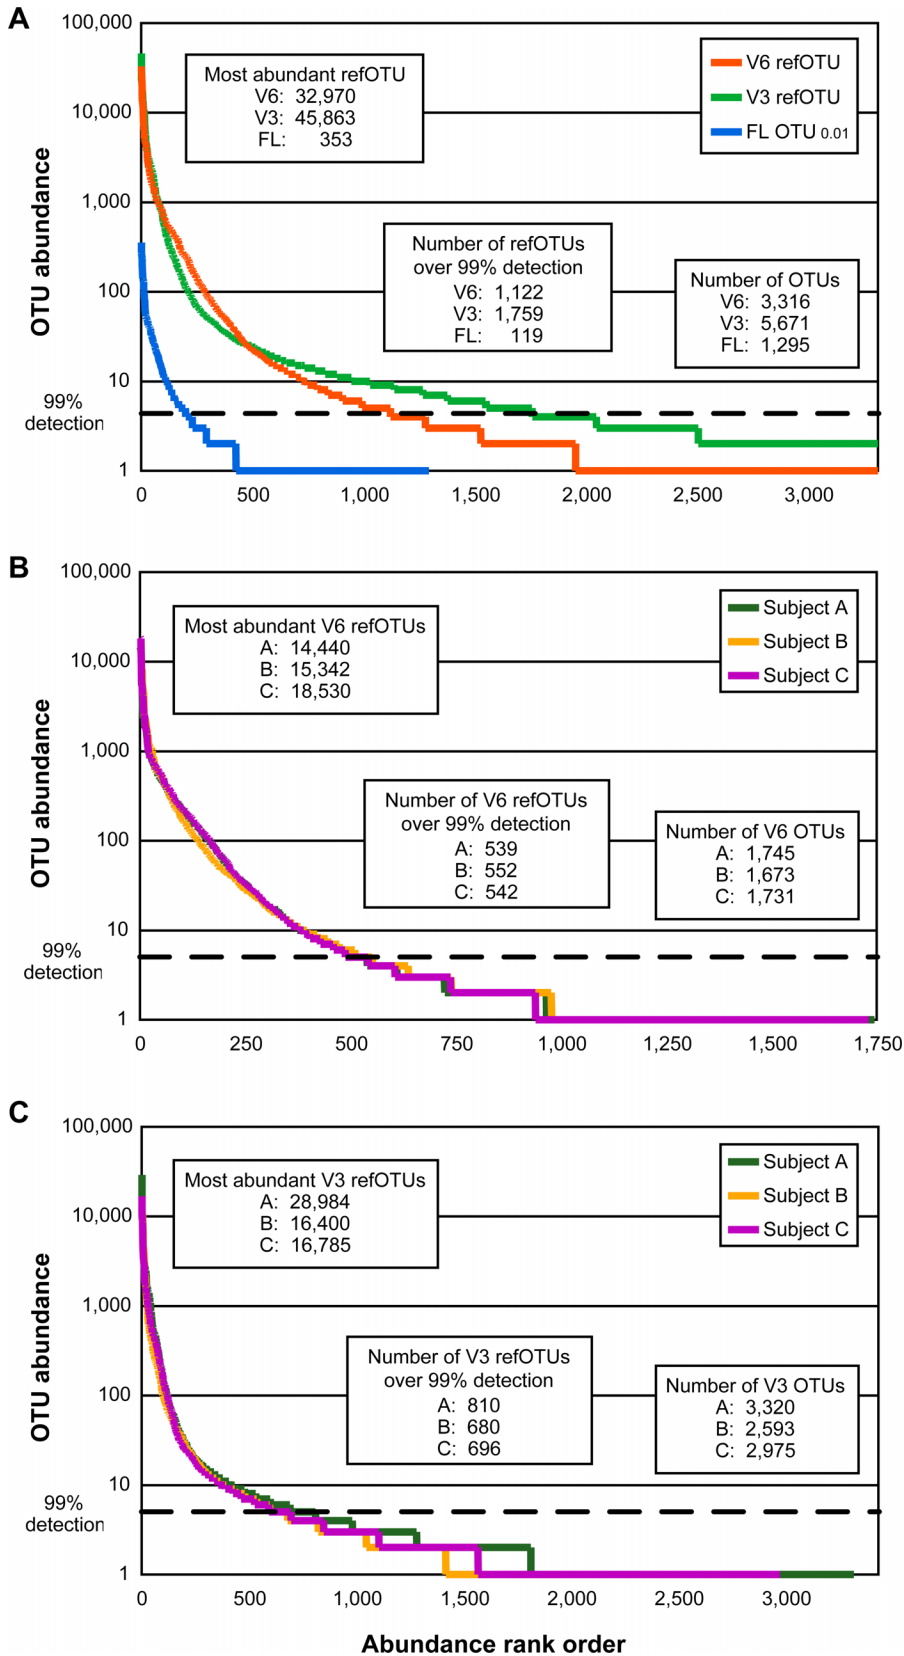 A
100,000
10,000
1,000
100
10
1
OTU abundance
99%
detection
Most abundant refOTU
V6: 32,970
V3: 45,863
FL: 353
V6 refOTU
V3 refOTU
FL OTU 0.01
Number of refOTUs
over 99% detection
V6: 1,122
V3: 1,759
FL: 119
Number of OTUs
V6: 3,316
V3: 5,671
FL: 1,295
0 500 1,000 1,500 2,000 2,500 3,000
B
100,000
10,000
1,000
100
10
1
OTU abundance
99%
detection
Most abundant V6 refOTUs
A: 14,440
B: 15,342
C: 18,530
Subject A
Subject B
Subject C
Number of V6 refOTUs
over 99% detection
A: 539
B: 552
C: 542
Number of V6 OTUs
A: 1,745
B: 1,673
C: 1,731
0 250 500 750 1,000 1,250 1,500 1,750
C
100,000
10,000
1,000
100
10
1
OTU abundance
99%
detection
Most abundant V3 refOTUs
A: 28,984
B: 16,400
C: 16,785
Subject A
Subject B
Subject C
Number of V3 refOTUs
over 99% detection
A: 810
B: 680
C: 696
Number of V3 OTUs
A: 3,320
B: 2,593
C: 2,975
0 500 1,000 1,500 2,000 2,500 3,000
Abundance rank order